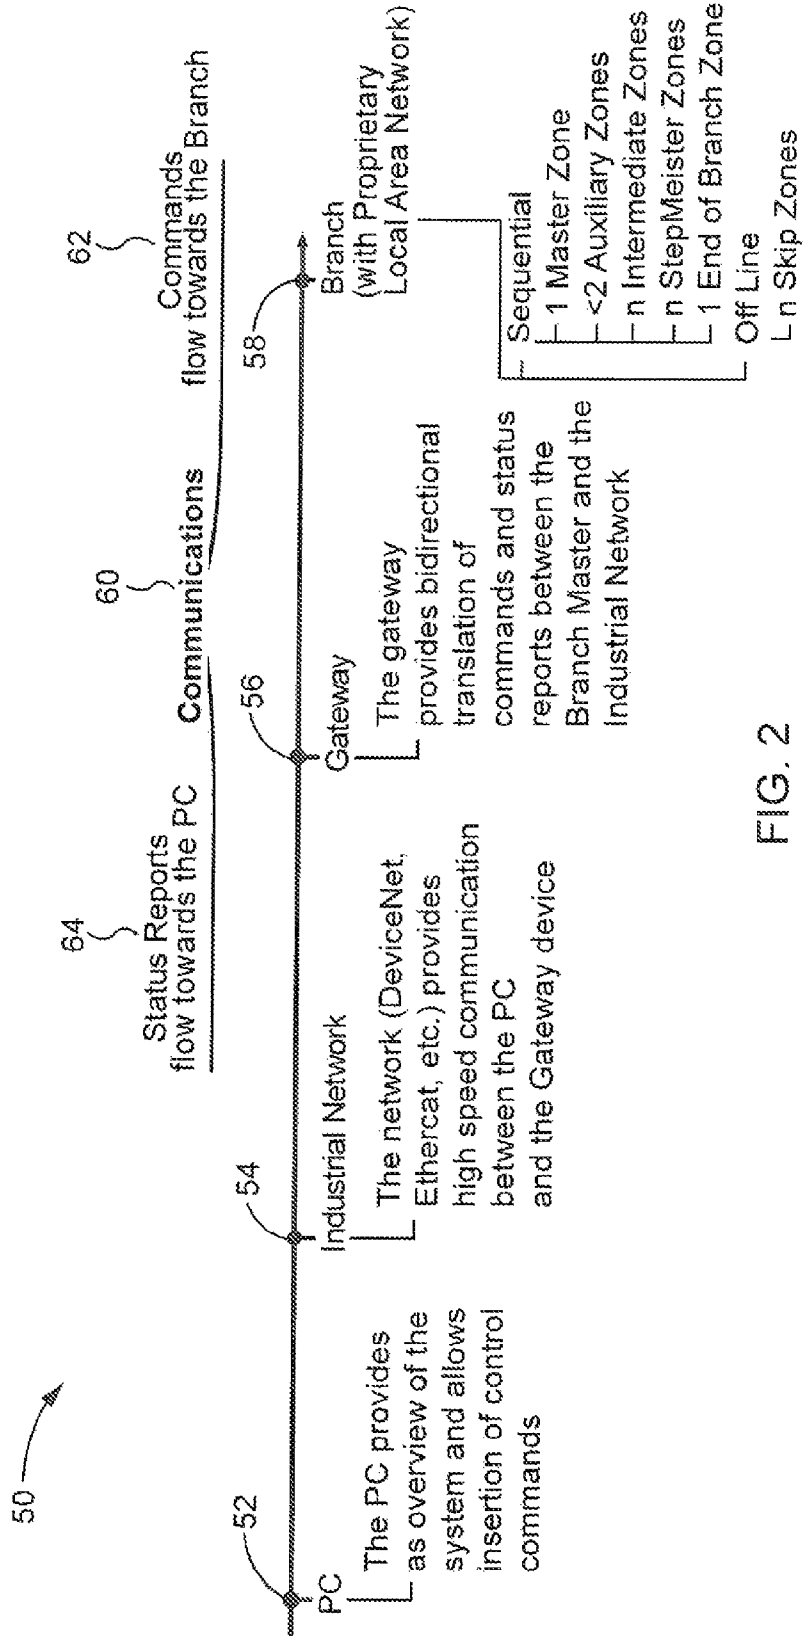 50
64
Status Reports
flow towards the PC
60
Communications
62
Commands
flow towards the Branch
52
PC
The PC provides
as overview of the
system and allows
insertion of control
commands
54
Industrial Network
The network (DeviceNet,
Ethercat, etc.) provides
high speed communication
between the PC
and the Gateway device
56
Gateway
The gateway
provides bidirectional
translation of
commands and status
reports between the
Branch Master and the
Industrial Network
58
Branch
(with Proprietary
Local Area Network)
Sequential
1 Master Zone
<2 Auxiliary Zones
n Intermediate Zones
n StepMeister Zones
1 End of Branch Zone
Off Line
n Skip Zones
FIG. 2